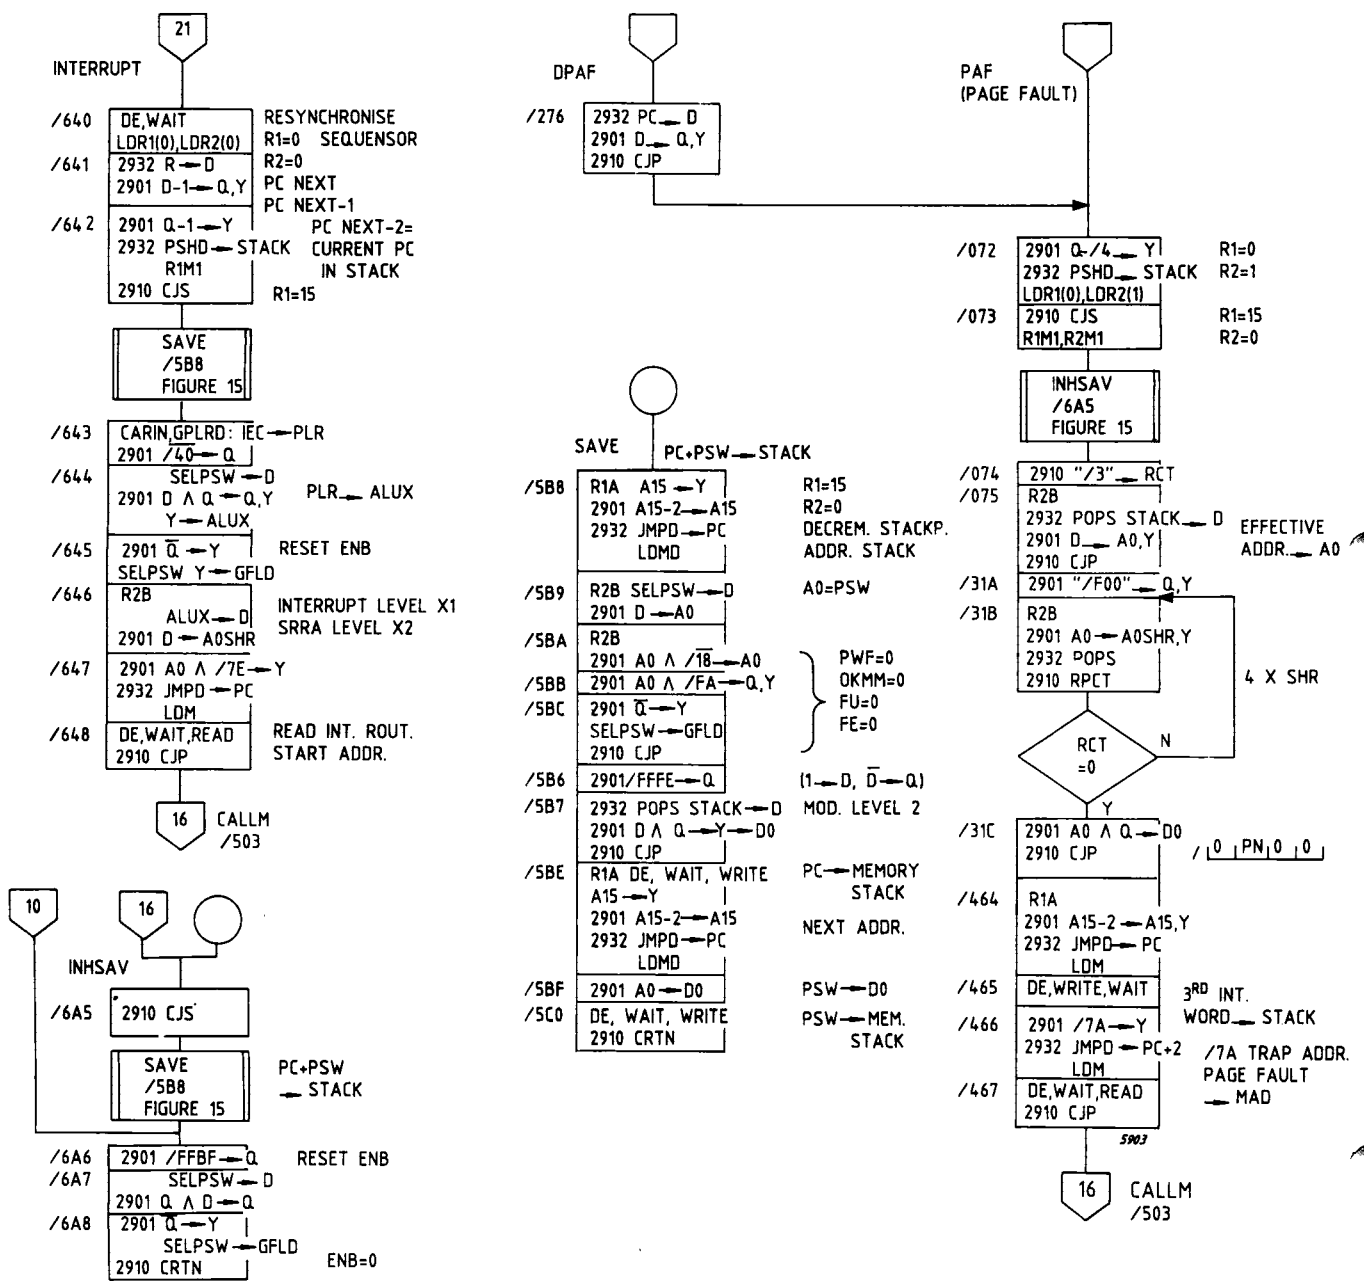 21
INTERRUPT
/640 DE,WAIT RESYNCHRONISE
LDR1(0),LDR2(0) R1=0 SEQUENSOR
/641 2932 R→D R2=0
2901 D-1→Q,Y PC NEXT
PC NEXT-1
/642 2901 Q-1→Y PC NEXT-2=
2932 PSHD→STACK CURRENT PC
R1M1 IN STACK
2910 CJS R1=15
SAVE
/5B8
FIGURE 15
/643 CARIN,GPLRD: IEC→PLR
2901 /4̅0̅→Q
/644 SELPSW→D
2901 D ∧ Q→Q,Y PLR→ALUX
Y→ALUX
/645 2901 Q̅→Y RESET ENB
SELPSW Y→GFLD
/646 R2B
ALUX→D INTERRUPT LEVEL X1
2901 D→A0SHR SRRA LEVEL X2
/647 2901 A0 ∧ /7E→Y
2932 JMPD→PC
LDM
/648 DE,WAIT,READ READ INT. ROUT.
2910 CJP START ADDR.
16 CALLM
/503
10
16
INHSAV
/6A5 2910 CJS
SAVE PC+PSW
/5B8 → STACK
FIGURE 15
/6A6 2901 /FFBF→Q RESET ENB
/6A7 SELPSW→D
2901 Q ∧ D→Q
/6A8 2901 Q̅→Y
SELPSW→GFLD
2910 CRTN ENB=0
DPAF
/276 2932 PC→D
2901 D→Q,Y
2910 CJP
SAVE PC+PSW→STACK
/5B8 R1A A15→Y R1=15
2901 A15-2→A15 R2=0
2932 JMPD→PC DECREM. STACKP.
LDMD ADDR. STACK
/5B9 R2B SELPSW→D A0=PSW
2901 D→A0
/5BA R2B
2901 A0 ∧ /1̅8̅→A0 PWF=0
/5BB 2901 A0 ∧ /FA→Q,Y OKMM=0
/5BC 2901 Q̅→Y FU=0
SELPSW→GFLD FE=0
2910 CJP
/5B6 2901/FFFE→Q (1→D, D̅→Q)
/5B7 2932 POPS STACK→D MOD. LEVEL 2
2901 D ∧ Q→Y→D0
2910 CJP
/5BE R1A DE, WAIT, WRITE PC→MEMORY
A15→Y STACK
2901 A15-2→A15 NEXT ADDR.
2932 JMPD→PC
LDMD
/5BF 2901 A0→D0 PSW→D0
/5C0 DE, WAIT, WRITE PSW→MEM.
2910 CRTN STACK
PAF
(PAGE FAULT)
/072 2901 Q-/4→Y R1=0
2932 PSHD→STACK R2=1
LDR1(0),LDR2(1)
/073 2910 CJS R1=15
R1M1,R2M1 R2=0
INHSAV
/6A5
FIGURE 15
/074 2910 "/3"→RCT
/075 R2B
2932 POPS STACK→D EFFECTIVE
2901 D→A0,Y ADDR.→A0
2910 CJP
/31A 2901 "/F00"→Q,Y
/31B R2B
2901 A0→A0SHR,Y
2932 POPS
2910 RPCT 4 X SHR
RCT N
=0
Y
/31C 2901 A0 ∧ Q→D0
2910 CJP / 0 | PN | 0 | 0 |
/464 R1A
2901 A15-2→A15,Y
2932 JMPD→PC
LDM
/465 DE,WRITE,WAIT 3RD INT.
WORD→STACK
/466 2901 /7A→Y
2932 JMPD→PC+2 /7A TRAP ADDR.
LDM PAGE FAULT
/467 DE,WAIT,READ →MAD
2910 CJP
5903
16 CALLM
/503